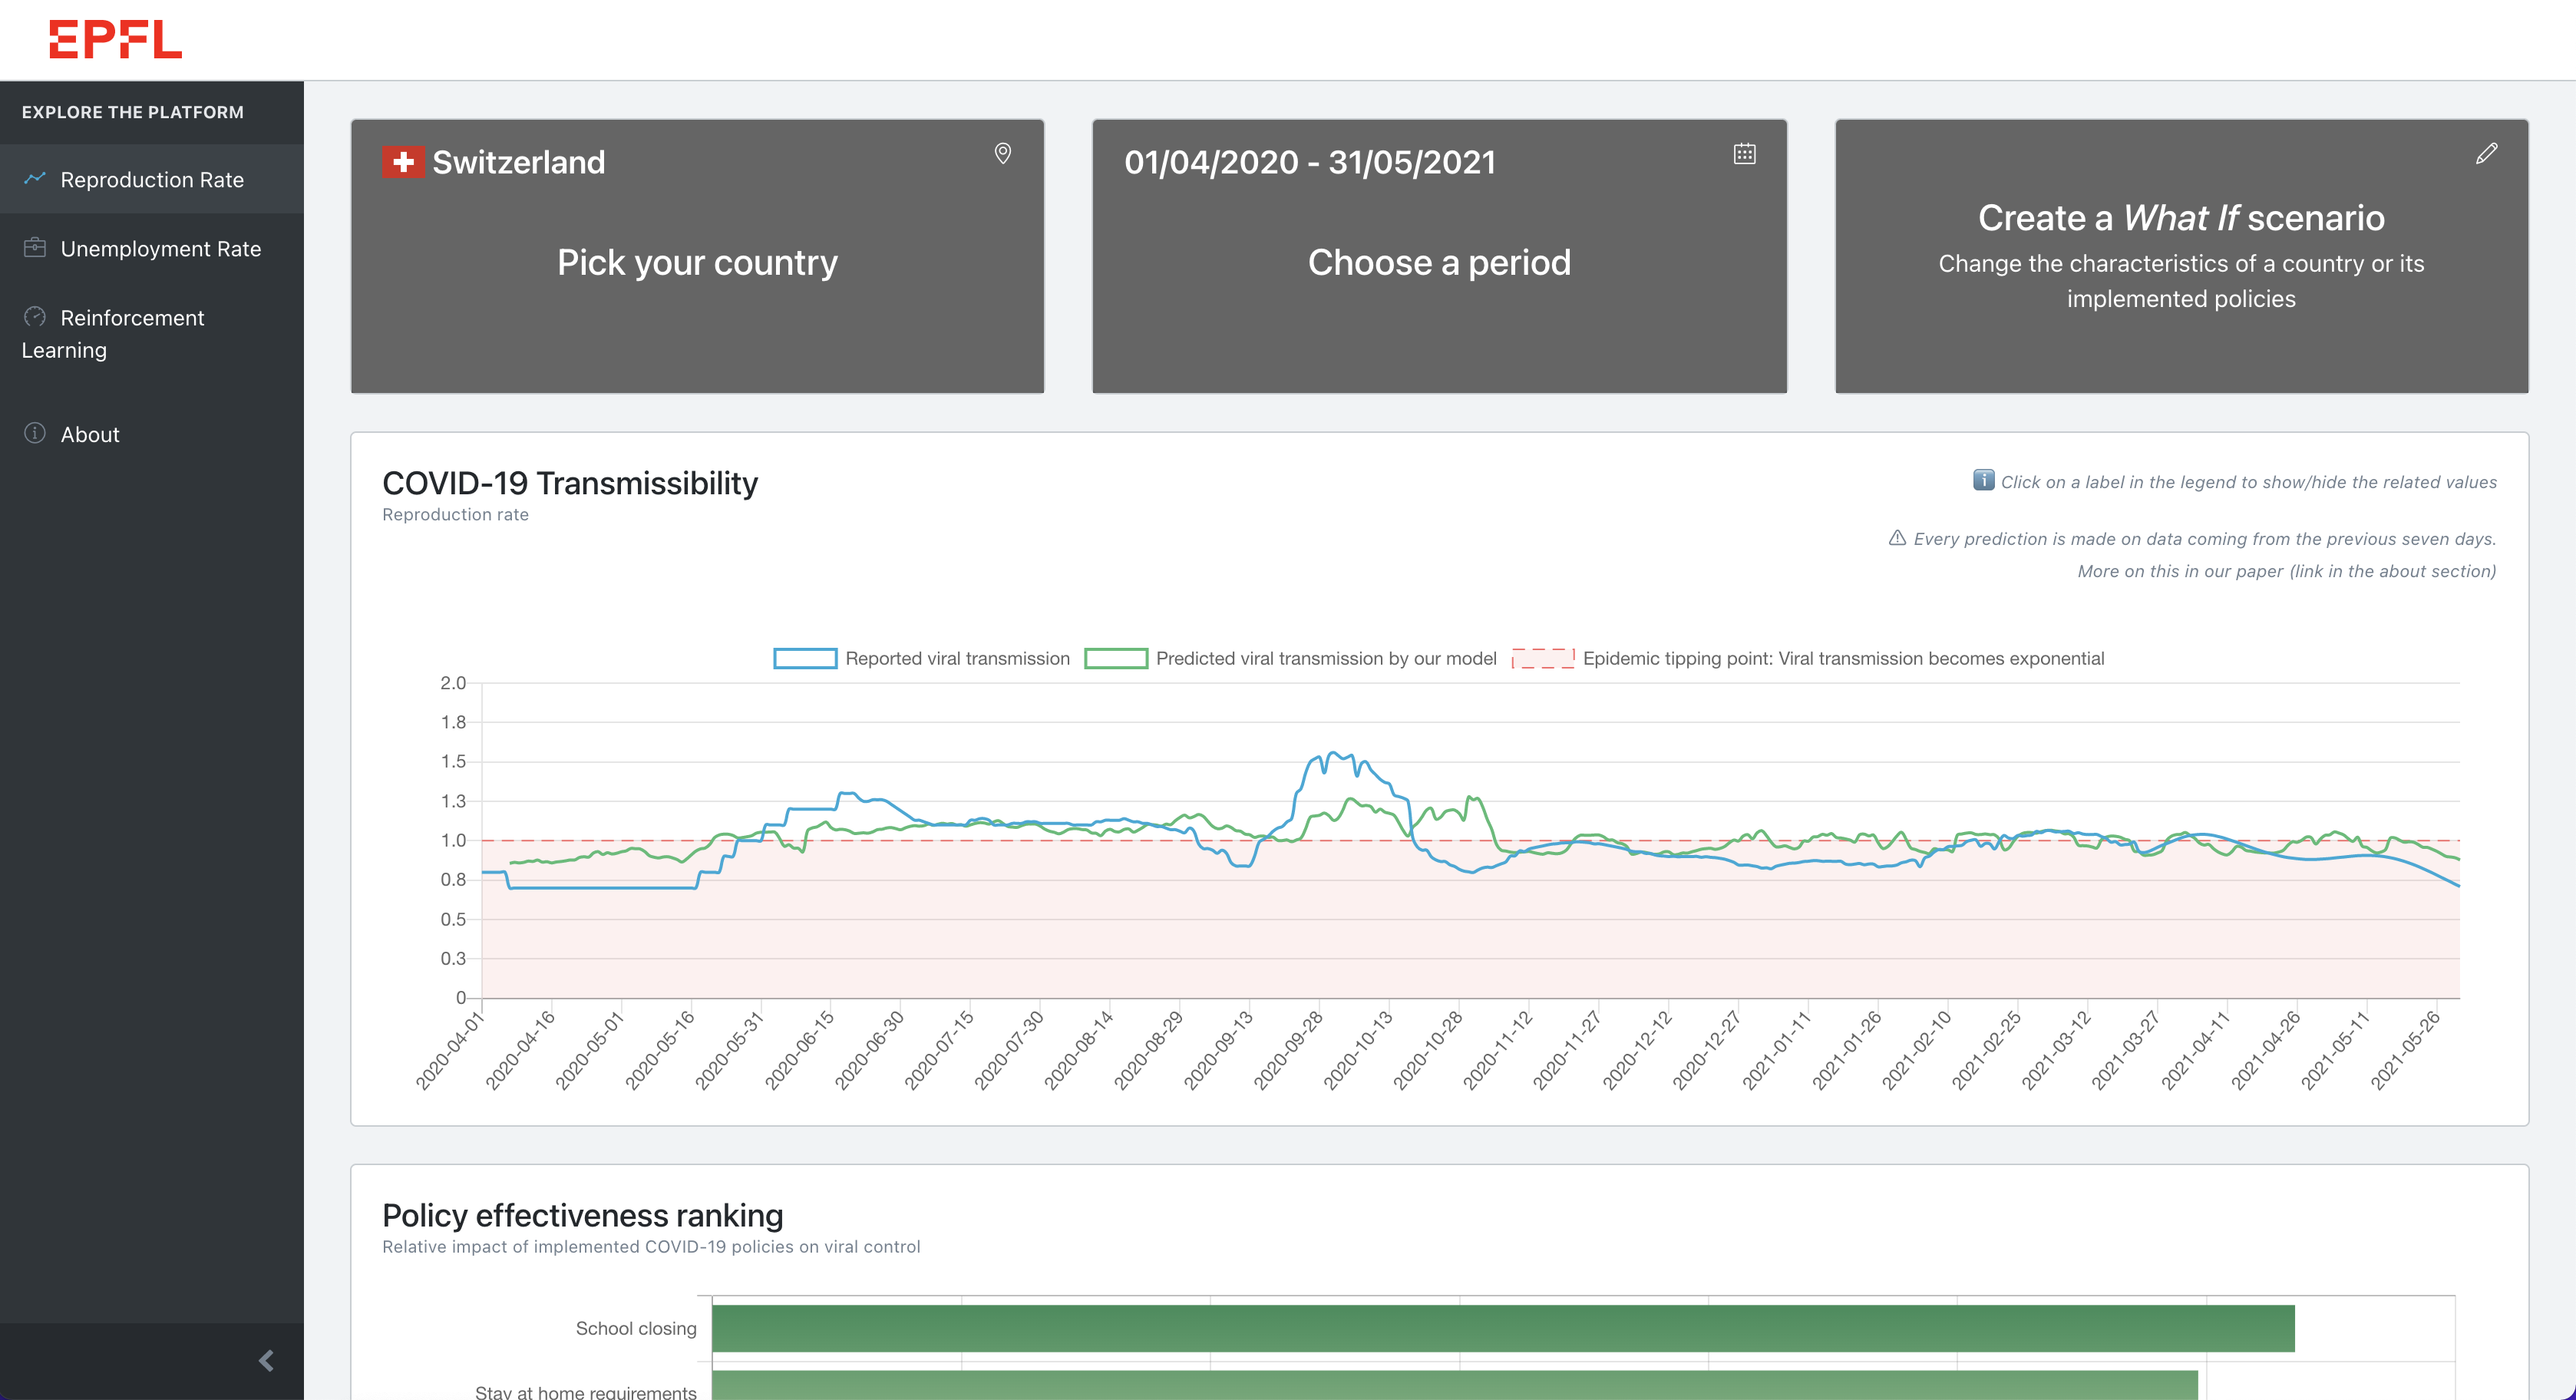 EPFL
EXPLORE THE PLATFORM
Reproduction Rate
Unemployment Rate
Reinforcement
Learning
About
Switzerland
Pick your country
01/04/2020 - 31/05/2021
Choose a period
Create a What If scenario
Change the characteristics of a country or its
implemented policies
COVID-19 Transmissibility
Reproduction rate
Click on a label in the legend to show/hide the related values
Every prediction is made on data coming from the previous seven days.
More on this in our paper (link in the about section)
Reported viral transmission
Predicted viral transmission by our model
Epidemic tipping point: Viral transmission becomes exponential
2.0
1.8
1.5
1.3
1.0
0.8
0.5
0.3
0
2020-04-01
2020-04-16
2020-05-01
2020-05-16
2020-05-31
2020-06-15
2020-06-30
2020-07-15
2020-07-30
2020-08-14
2020-08-29
2020-09-13
2020-09-28
2020-10-13
2020-10-28
2020-11-12
2020-11-27
2020-12-12
2020-12-27
2021-01-11
2021-01-26
2021-02-10
2021-02-25
2021-03-12
2021-03-27
2021-04-11
2021-04-26
2021-05-11
2021-05-26
Policy effectiveness ranking
Relative impact of implemented COVID-19 policies on viral control
School closing
Stay at home requirements